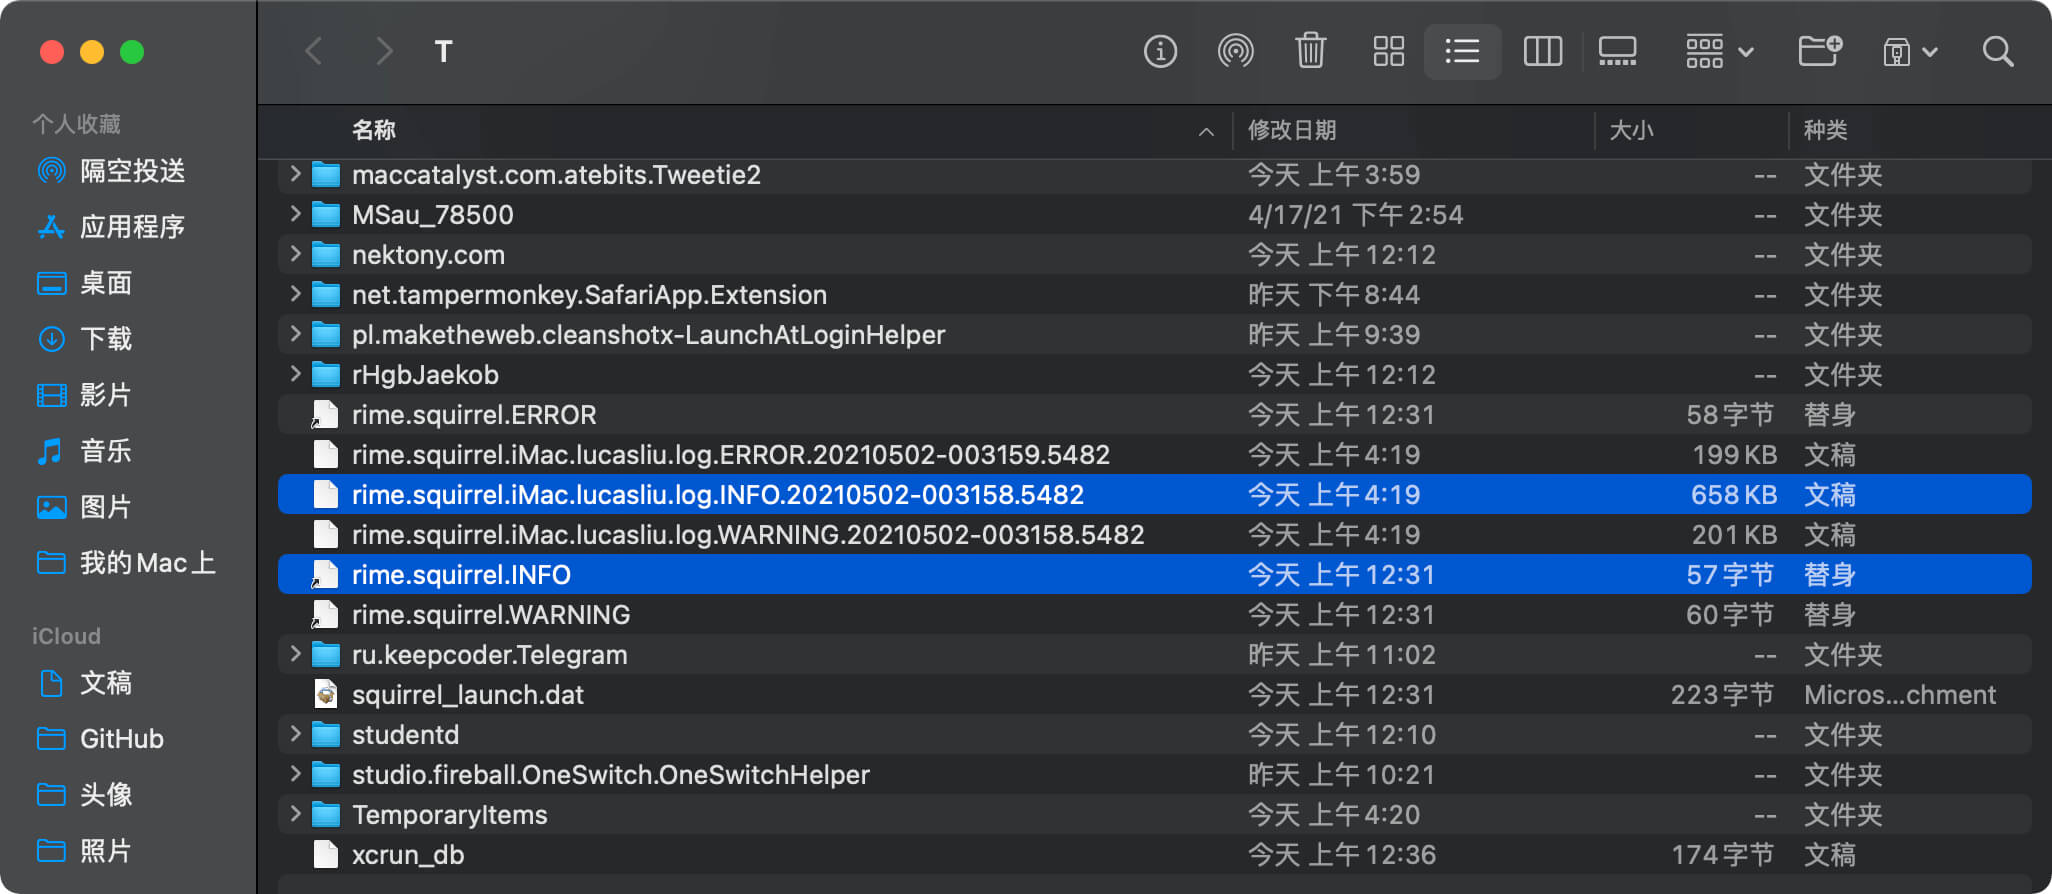 T
个人收藏
隔空投送
应用程序
桌面
下载
影片
音乐
图片
我的Mac上
iCloud
文稿
GitHub
头像
照片
名称 修改日期 大小 种类
maccatalyst.com.atebits.Tweetie2 今天 上午3:59 -- 文件夹
MSau_78500 4/17/21 下午2:54 -- 文件夹
nektony.com 今天 上午12:12 -- 文件夹
net.tampermonkey.SafariApp.Extension 昨天 下午8:44 -- 文件夹
pl.maketheweb.cleanshotx-LaunchAtLoginHelper 昨天 上午9:39 -- 文件夹
rHgbJaekob 今天 上午12:12 -- 文件夹
rime.squirrel.ERROR 今天 上午12:31 58字节 替身
rime.squirrel.iMac.lucasliu.log.ERROR.20210502-003159.5482 今天 上午4:19 199 KB 文稿
rime.squirrel.iMac.lucasliu.log.INFO.20210502-003158.5482 今天 上午4:19 658 KB 文稿
rime.squirrel.iMac.lucasliu.log.WARNING.20210502-003158.5482 今天 上午4:19 201 KB 文稿
rime.squirrel.INFO 今天 上午12:31 57字节 替身
rime.squirrel.WARNING 今天 上午12:31 60字节 替身
ru.keepcoder.Telegram 昨天 上午11:02 -- 文件夹
squirrel_launch.dat 今天 上午12:31 223字节 Micros...chment
studentd 今天 上午12:10 -- 文件夹
studio.fireball.OneSwitch.OneSwitchHelper 昨天 上午10:21 -- 文件夹
TemporaryItems 今天 上午4:20 -- 文件夹
xcrun_db 今天 上午12:36 174字节 文稿